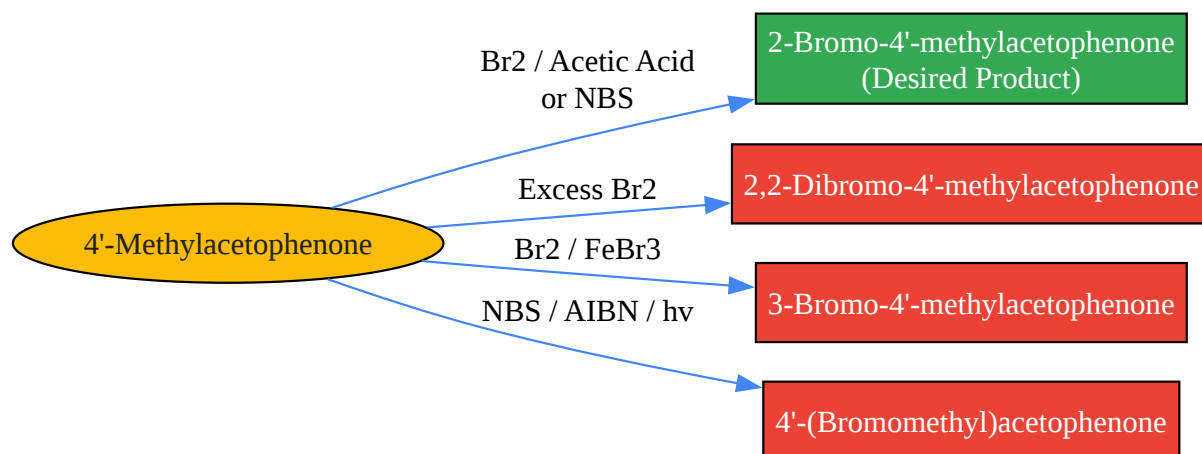 Br2 / Acetic Acid
or NBS
2-Bromo-4'-methylacetophenone
(Desired Product)
Excess Br2
2,2-Dibromo-4'-methylacetophenone
4'-Methylacetophenone
Br2 / FeBr3
3-Bromo-4'-methylacetophenone
NBS / AIBN / hv
4'-(Bromomethyl)acetophenone